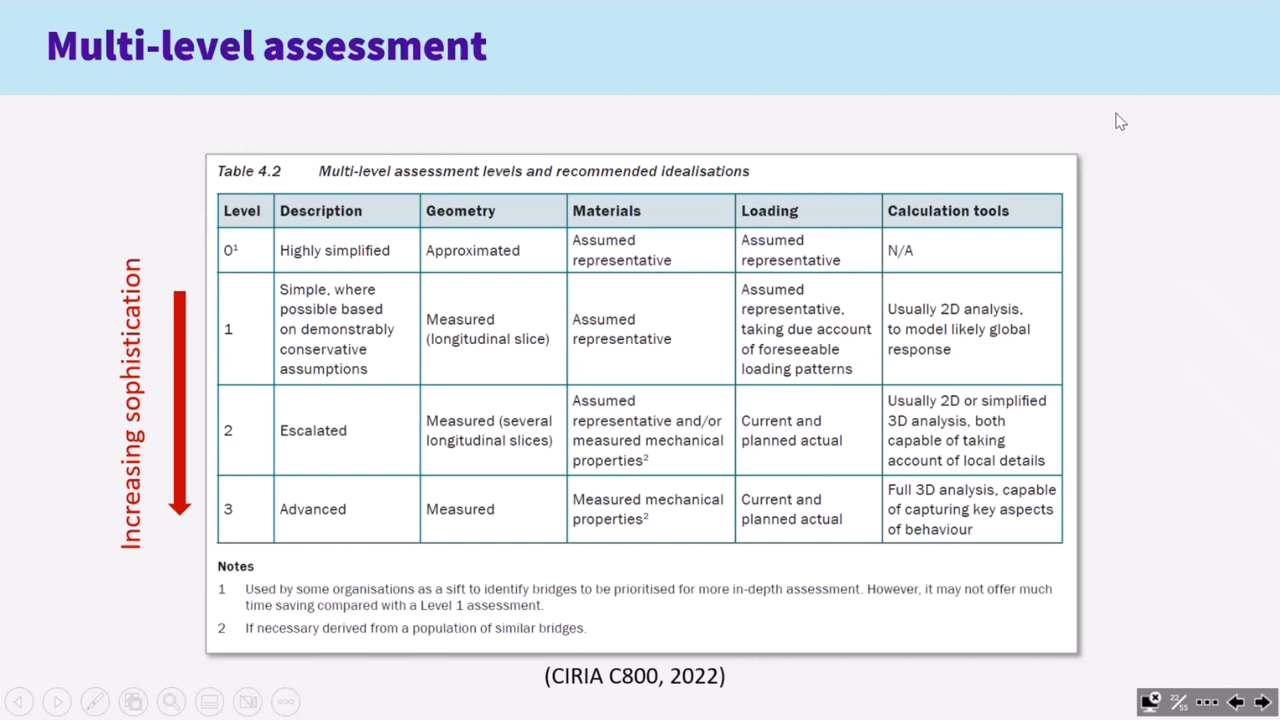 Multi-level assessment
Table 4.2 Multi-level assessment levels and recommended idealisations
Level Description Geometry Materials Loading Calculation tools
0¹ Highly simplified Approximated Assumed representative Assumed representative N/A
1 Simple, where possible based on demonstrably conservative assumptions Measured (longitudinal slice) Assumed representative Assumed representative, taking due account of foreseeable loading patterns Usually 2D analysis, to model likely global response
2 Escalated Measured (several longitudinal slices) Assumed representative and/or measured mechanical properties² Current and planned actual Usually 2D or simplified 3D analysis, both capable of taking account of local details
3 Advanced Measured Measured mechanical properties² Current and planned actual Full 3D analysis, capable of capturing key aspects of behaviour
Increasing sophistication
Notes
1 Used by some organisations as a sift to identify bridges to be prioritised for more in-depth assessment. However, it may not offer much
time saving compared with a Level 1 assessment.
2 If necessary derived from a population of similar bridges.
(CIRIA C800, 2022)
22/55